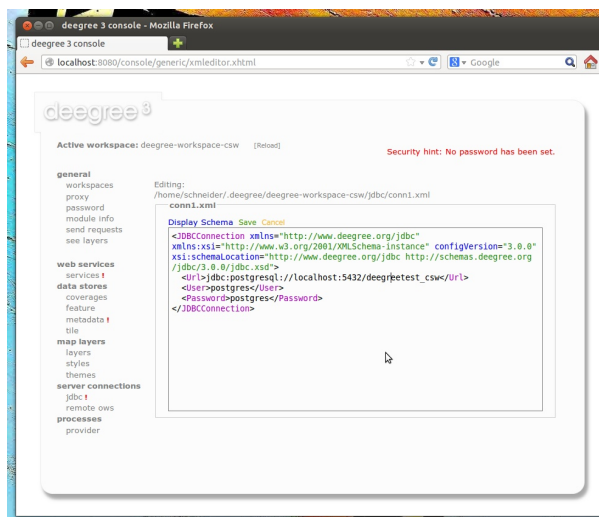 deegree 3 console - Mozilla Firefox
deegree 3 console
localhost:8080/console/generic/xmleditor.xhtml
Google
deegree 3
Active workspace: deegree-workspace-csw [Reload]
Security hint: No password has been set.
general
workspaces
proxy
password
module info
send requests
see layers
web services
services !
data stores
coverages
feature
metadata !
tile
map layers
layers
styles
themes
server connections
jdbc !
remote ows
processes
provider
Editing:
/home/schneider/.deegree/deegree-workspace-csw/jdbc/conn1.xml
conn1.xml
Display Schema Save Cancel
<JDBCConnection xmlns="http://www.deegree.org/jdbc"
xmlns:xsi="http://www.w3.org/2001/XMLSchema-instance" configVersion="3.0.0"
xsi:schemaLocation="http://www.deegree.org/jdbc http://schemas.deegree.org
/jdbc/3.0.0/jdbc.xsd">
<Url>jdbc:postgresql://localhost:5432/deegreetest_csw</Url>
<User>postgres</User>
<Password>postgres</Password>
</JDBCConnection>